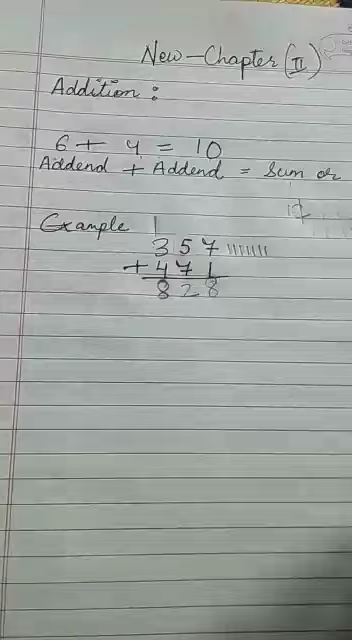 New-Chapter (II)
Addition :
6 + 4 = 10
Addend + Addend = Sum or
Example 1
357
+ 471
828